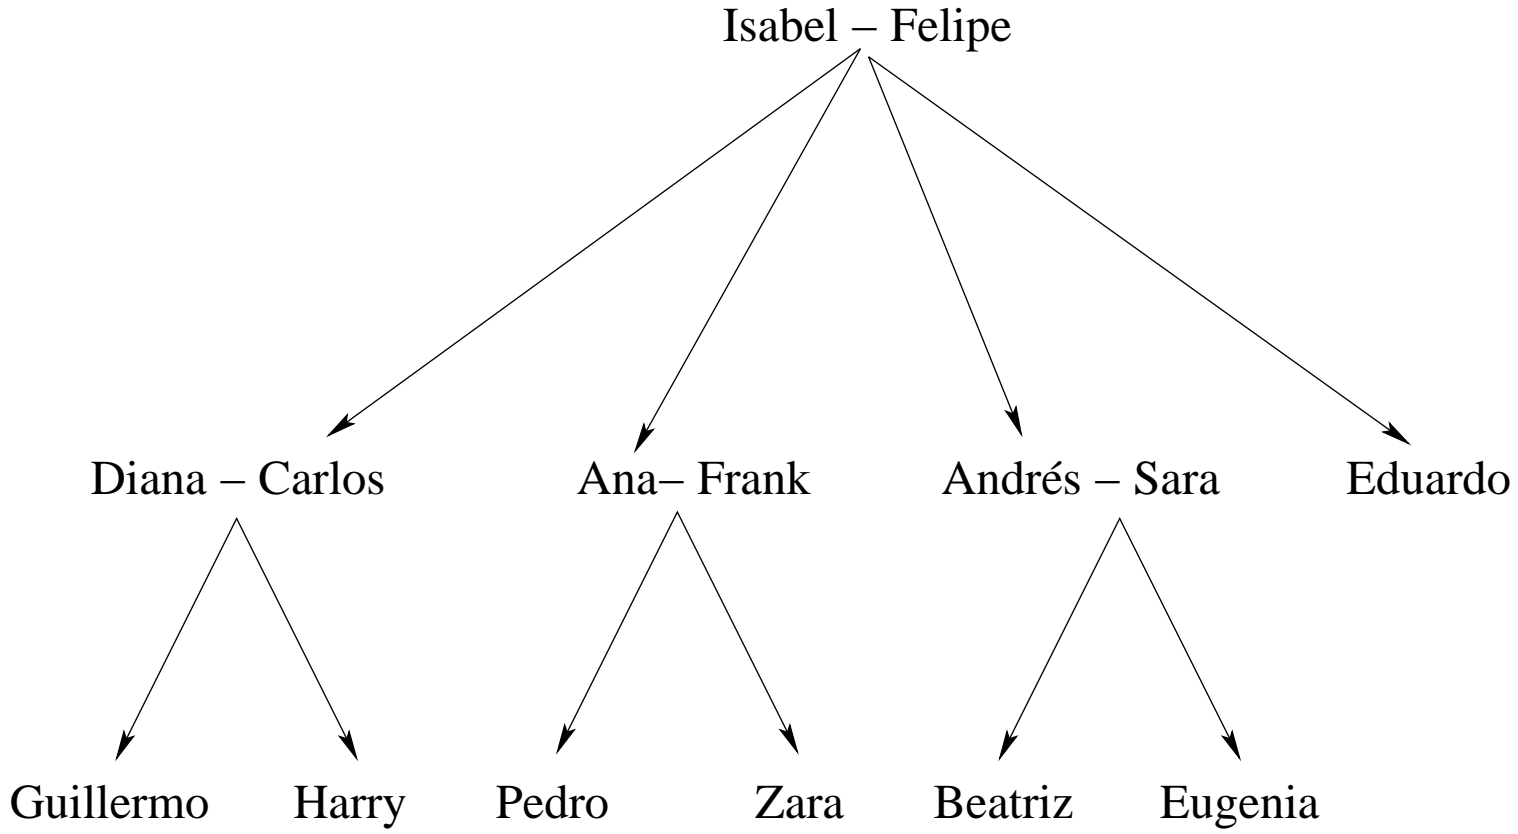 Isabel – Felipe
Diana – Carlos Ana– Frank Andrés – Sara Eduardo
Guillermo Harry Pedro Zara Beatriz Eugenia